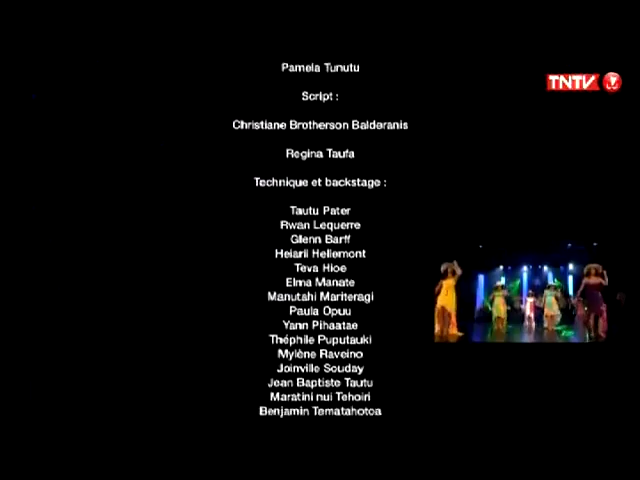 Pamela Tunutu
TNTV
Script :
Christiane Brotherson Balderanis
Regina Taufa
Technique et backstage :
Tautu Pater
Rwan Lequerre
Glenn Barff
Heiarii Hellemont
Teva Hioe
Elma Manate
Manutahi Mariteragi
Paula Opuu
Yann Pihaatae
Théphile Puputauki
Mylène Raveino
Joinville Souday
Jean Baptiste Tautu
Maratini nui Tehoiri
Benjamin Tematahotoa